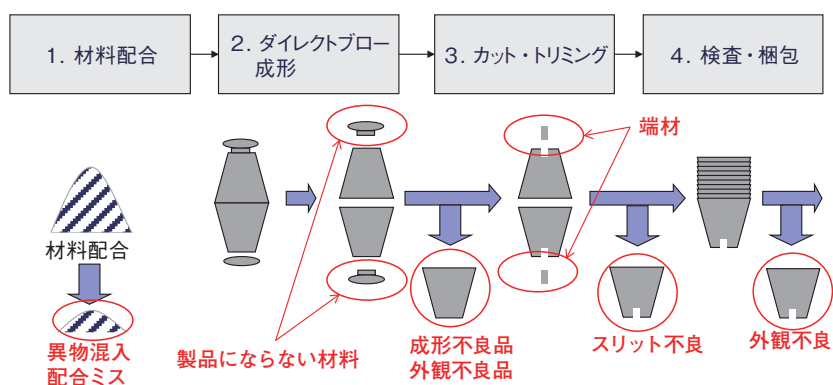 1. 材料配合
2. ダイレクトブロー
成形
3. カット・トリミング
4. 検査・梱包
端材
材料配合
異物混入
配合ミス
製品にならない材料
成形不良品
外観不良品
スリット不良
外観不良